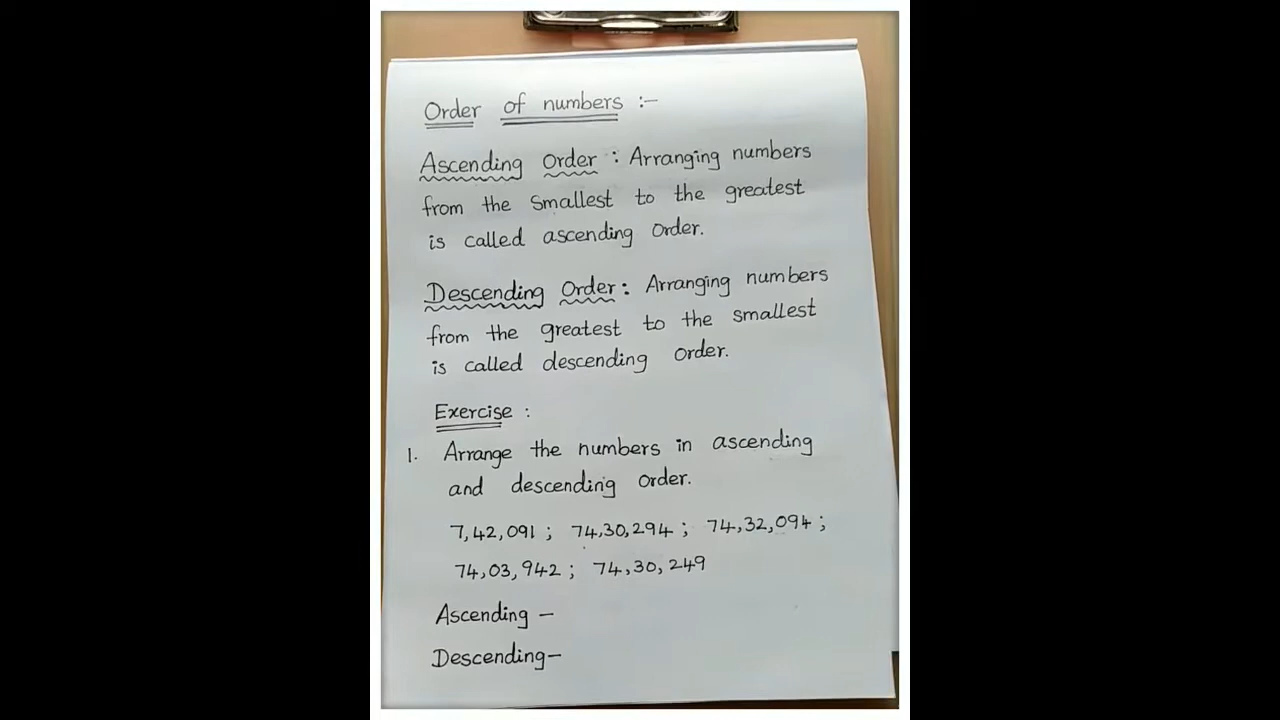 Order of numbers :-
Ascending Order : Arranging numbers
from the smallest to the greatest
is called ascending order.
Descending Order : Arranging numbers
from the greatest to the smallest
is called descending order.
Exercise :
1. Arrange the numbers in ascending
and descending order.
7,42,091 ; 74,30,294 ; 74,32,094 ;
74,03,942 ; 74,30,249
Ascending –
Descending–